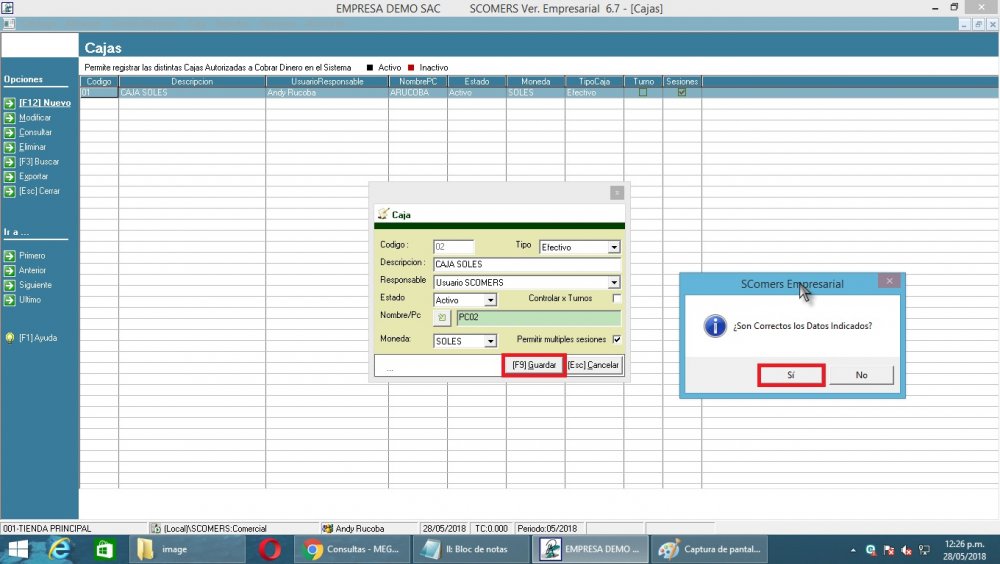 EMPRESA DEMO SAC SCOMERS Ver. Empresarial 6.7 - [Cajas]
Cajas
Permite registrar las distintas Cajas Autorizadas a Cobrar Dinero en el Sistema Activo Inactivo
Codigo Descripcion UsuarioResponsable NombrePC Estado Moneda TipoCaja Turno Sesiones
01 CAJA SOLES Andy Rucoba ARUCOBA Activo SOLES Efectivo
Opciones
[F12] Nuevo
Modificar
Consultar
Eliminar
[F3] Buscar
Exportar
[Esc] Cerrar
Ir a ...
Primero
Anterior
Siguiente
Ultimo
[F1] Ayuda
Caja
Codigo : 02 Tipo Efectivo
Descripcion : CAJA SOLES
Responsable Usuario SCOMERS
Estado Activo Controlar x Turnos
Nombre/Pc PC02
Moneda: SOLES Permitir multiples sesiones
... [F9] Guardar [Esc] Cancelar
SComers Empresarial
¿Son Correctos los Datos Indicados?
Sí No
001-TIENDA PRINCIPAL (Local)\SCOMERS:Comercial Andy Rucoba 28/05/2018 TC:0.000 Periodo:05/2018
image Consultas - MEG... II: Bloc de notas EMPRESA DEMO ... Captura de pantal... 12:26 p.m.
28/05/2018